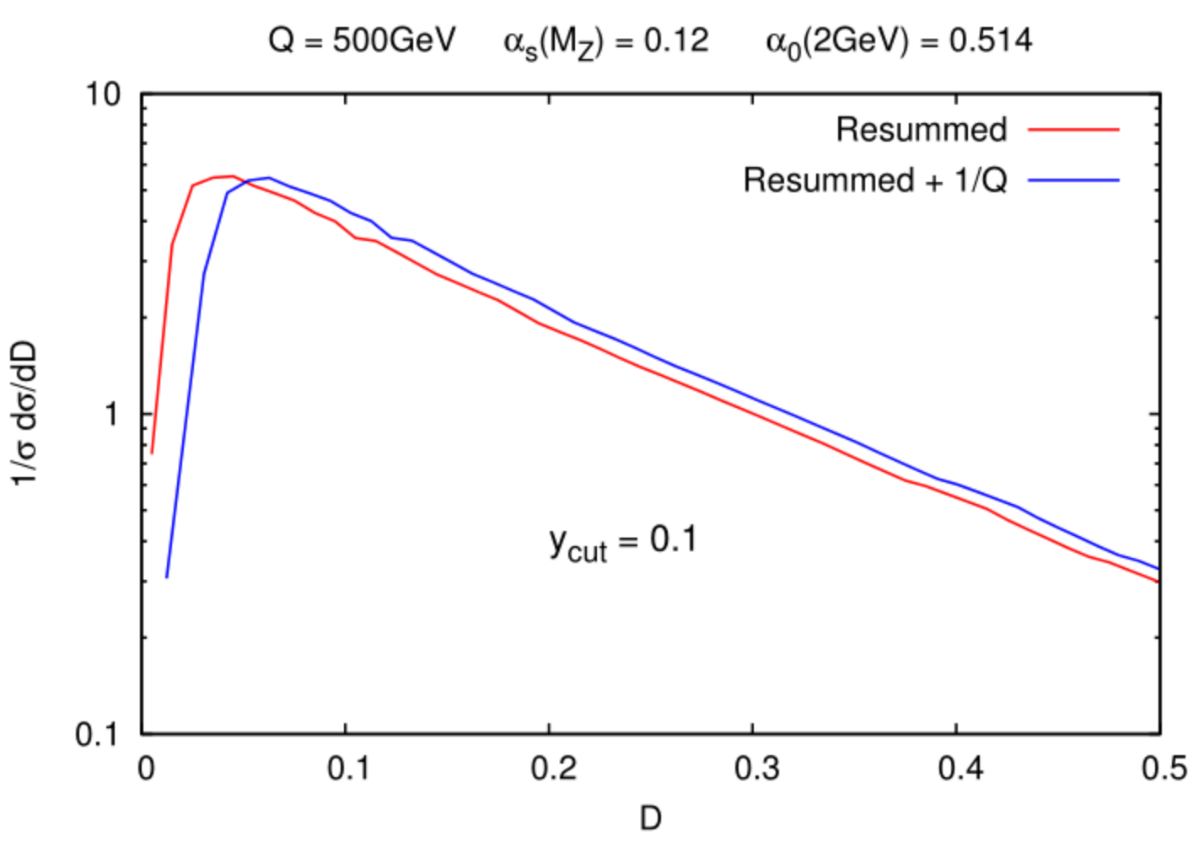 Q = 500GeV α_s(M_Z) = 0.12 α_0(2GeV) = 0.514
10
Resummed
Resummed + 1/Q
1
1/σ dσ/dD
y_cut = 0.1
0.1
0 0.1 0.2 0.3 0.4 0.5
D